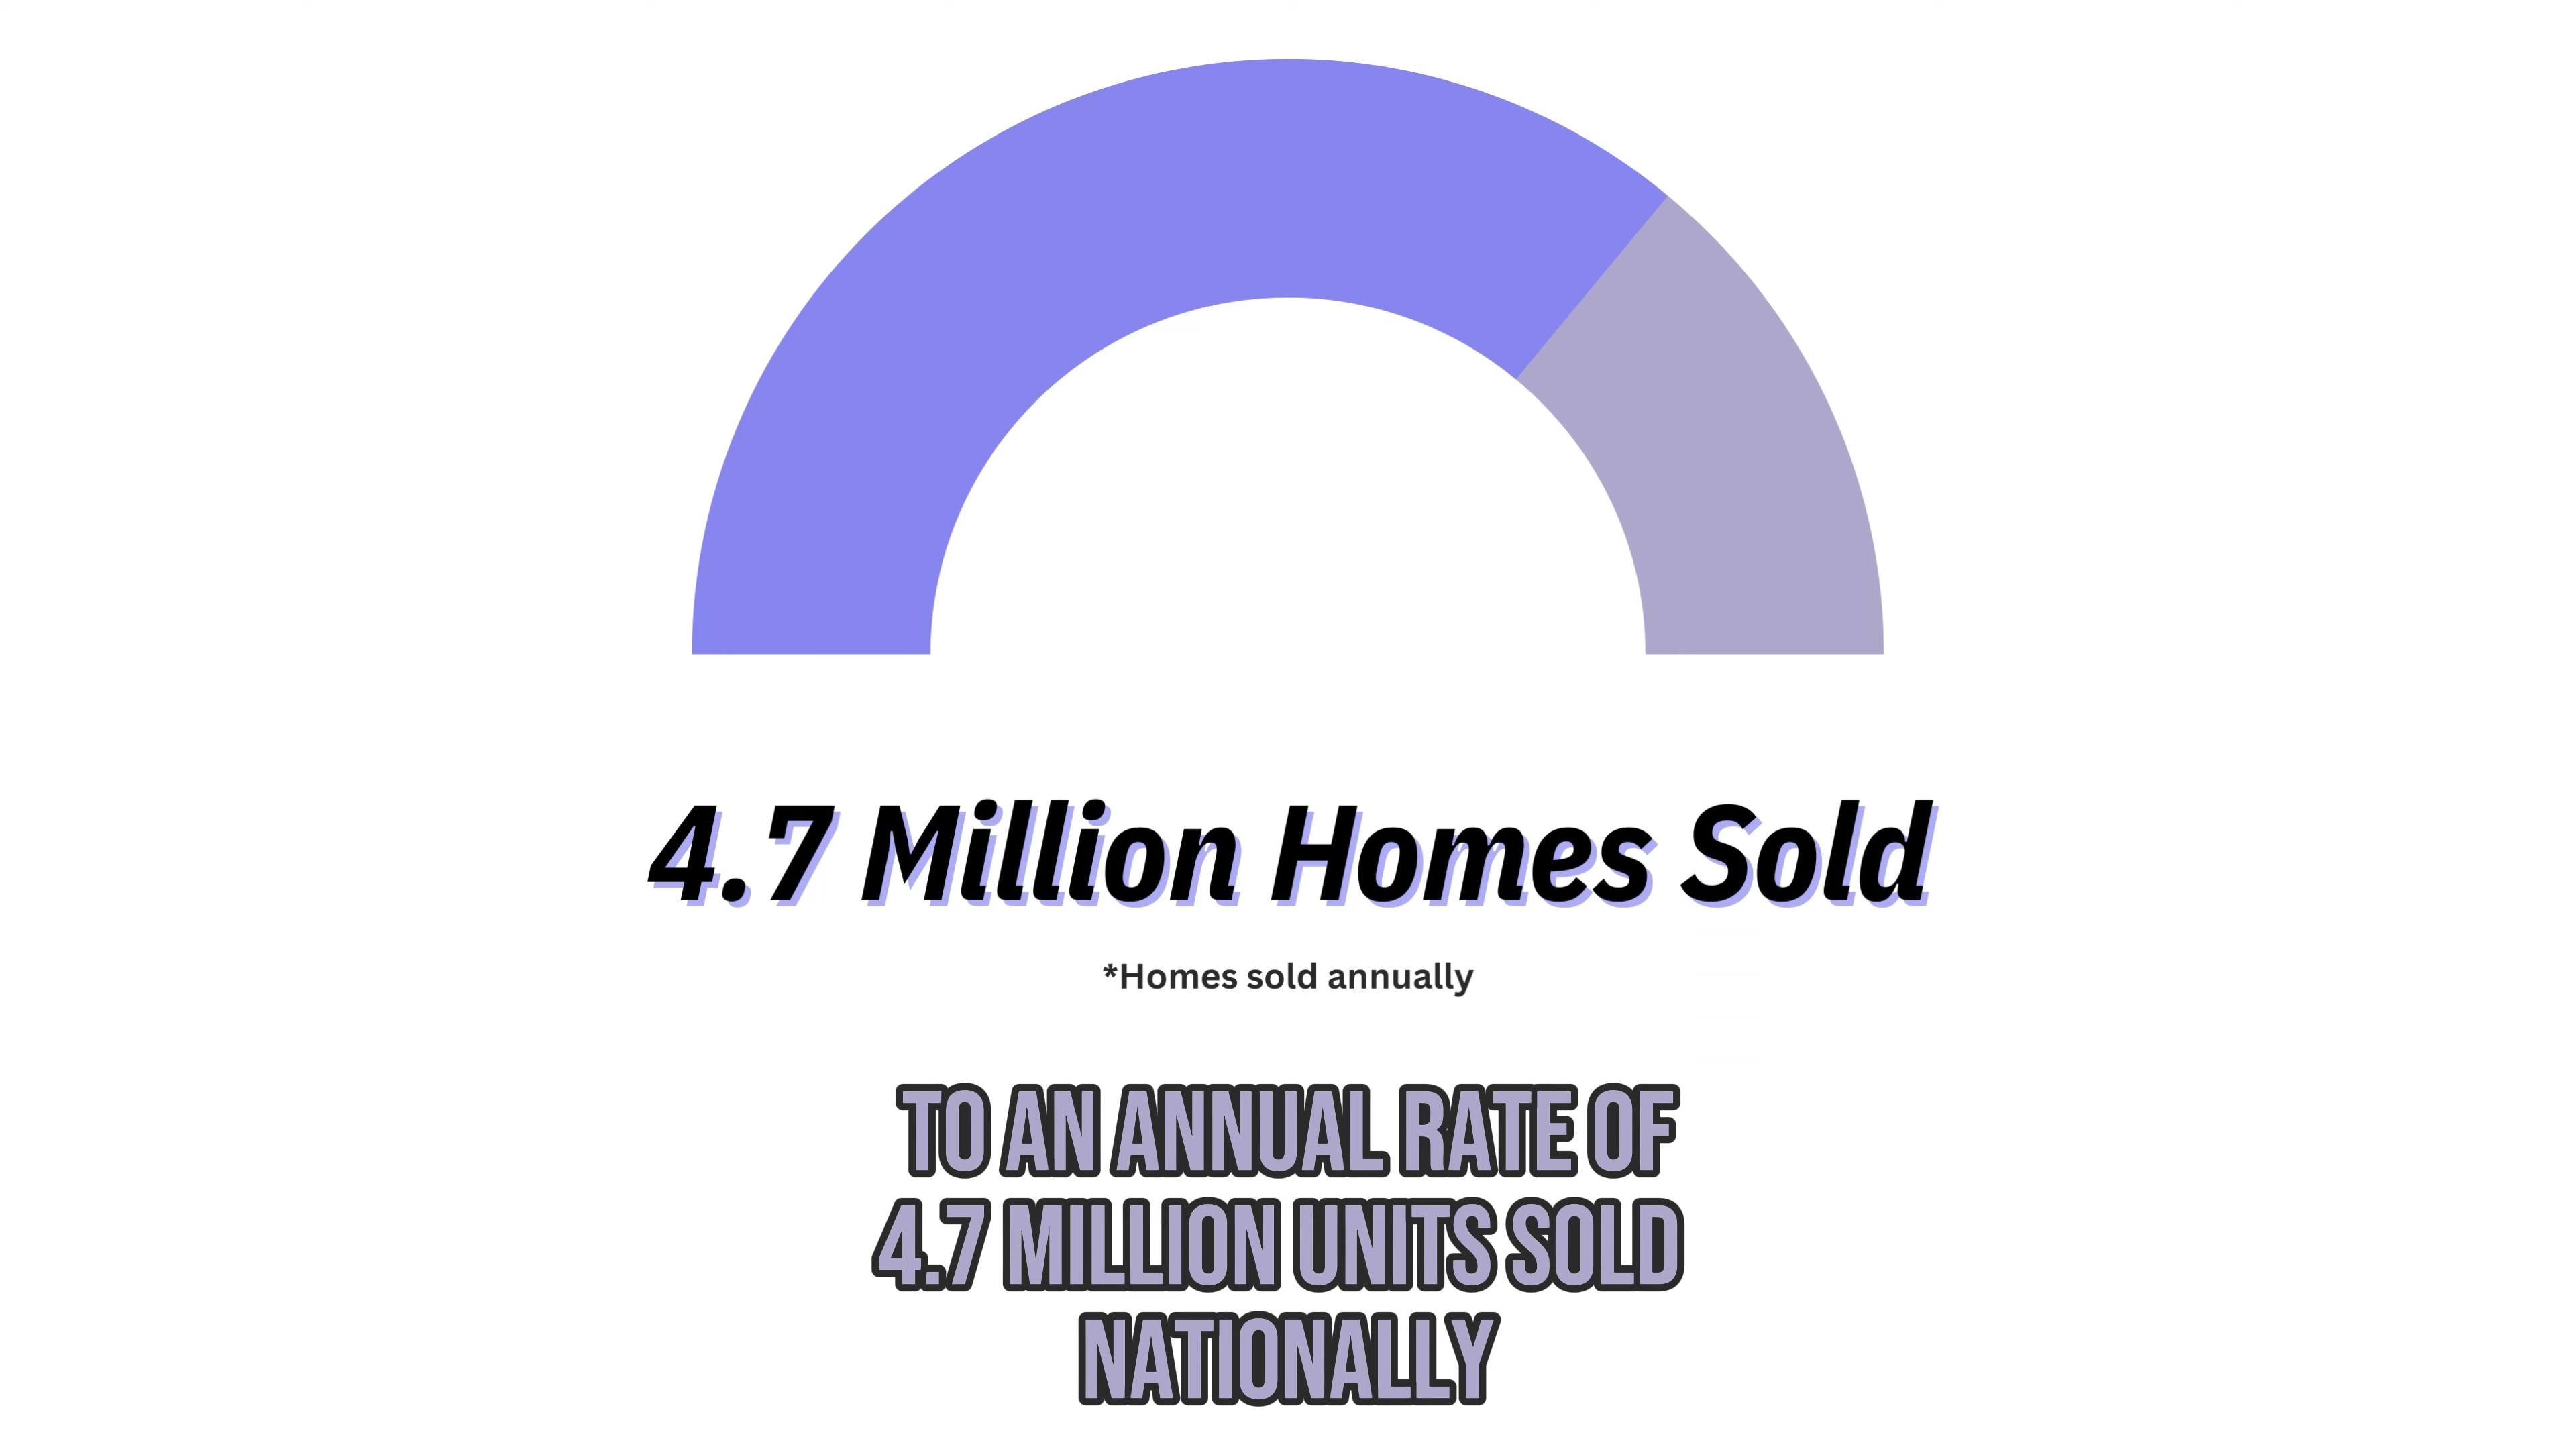 4.7 Million Homes Sold
*Homes sold annually
TO AN ANNUAL RATE OF
4.7 MILLION UNITS SOLD
NATIONALLY